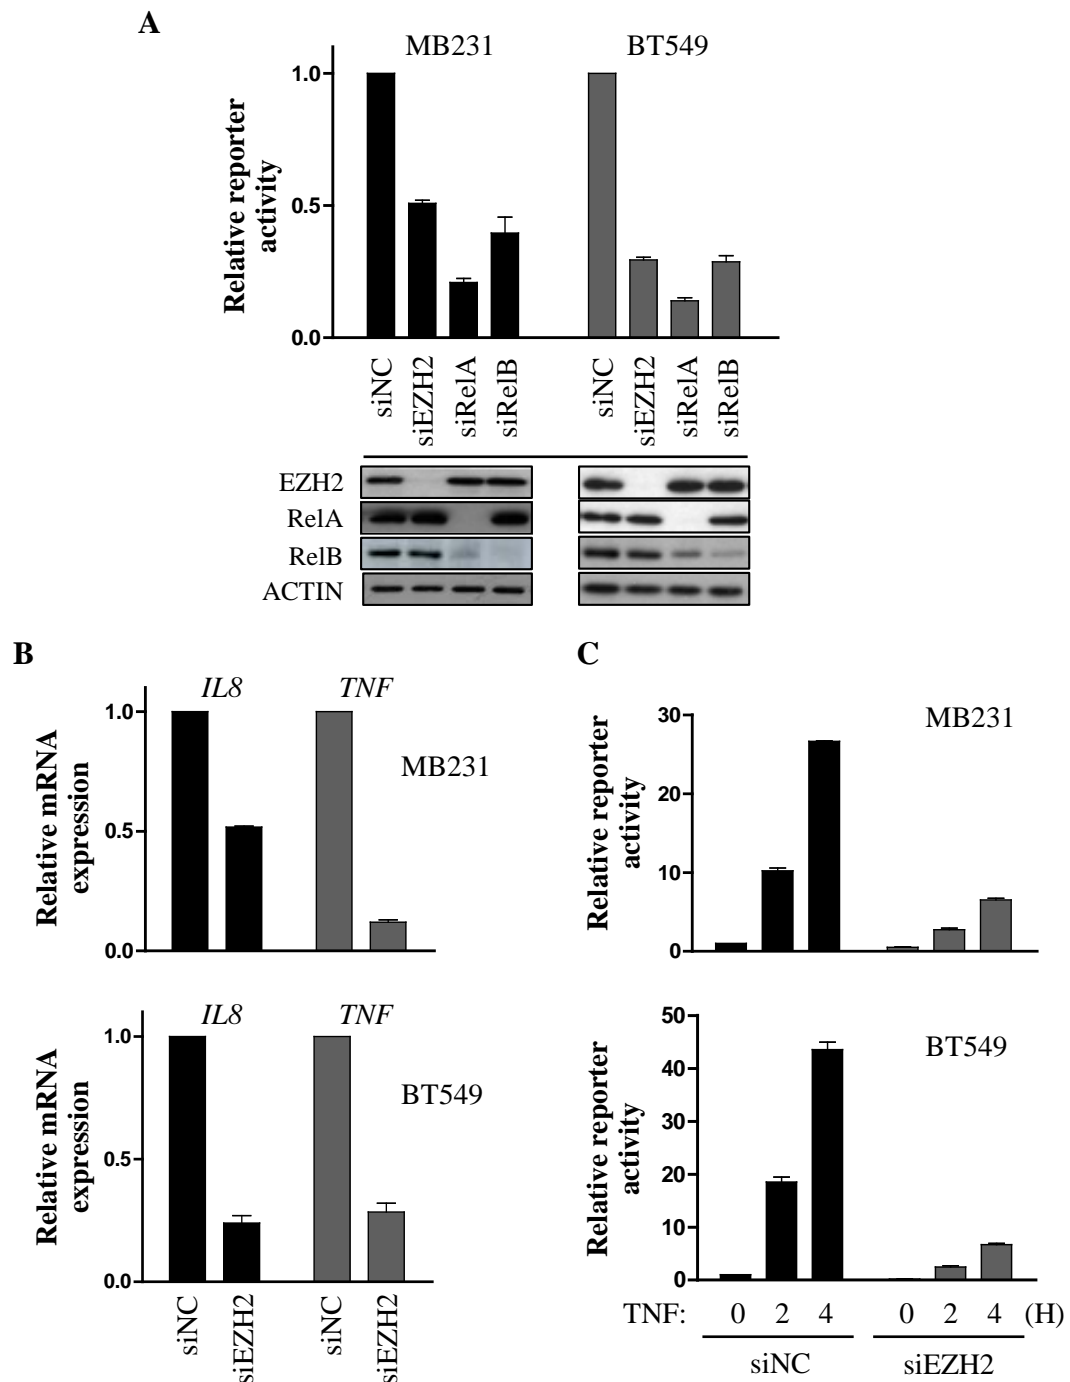 A
MB231 BT549
Relative reporter
activity
1.0
0.5
0.0
siNC siEZH2 siRelA siRelB siNC siEZH2 siRelA siRelB
EZH2
RelA
RelB
ACTIN
B
IL8 TNF
MB231
Relative mRNA
expression
1.0
0.5
0.0
IL8 TNF
BT549
Relative mRNA
expression
1.0
0.5
0.0
siNC siEZH2 siNC siEZH2
C
MB231
Relative reporter
activity
30
20
10
0
BT549
Relative reporter
activity
50
40
30
20
10
0
TNF: 0 2 4 0 2 4 (H)
siNC siEZH2